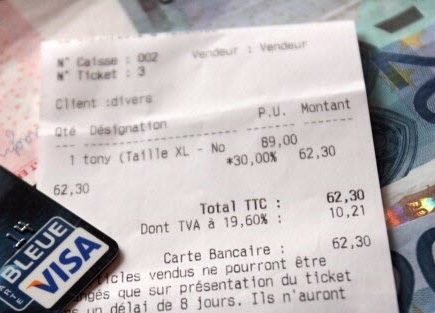 N° Caisse : 002 Vendeur : Vendeur
N° Ticket : 3
Client :divers
Qté Désignation P.U. Montant
1 tony (Taille XL - No 89,00
*30,00% 62,30
62,30
Total TTC : 62,30
Dont TVA à 19,60% : 10,21
Carte Bancaire : 62,30
icles vendus ne pourront être
ngés que sur présentation du ticket
un délai de 8 jours. Ils n'auront
BLEUE
VISA